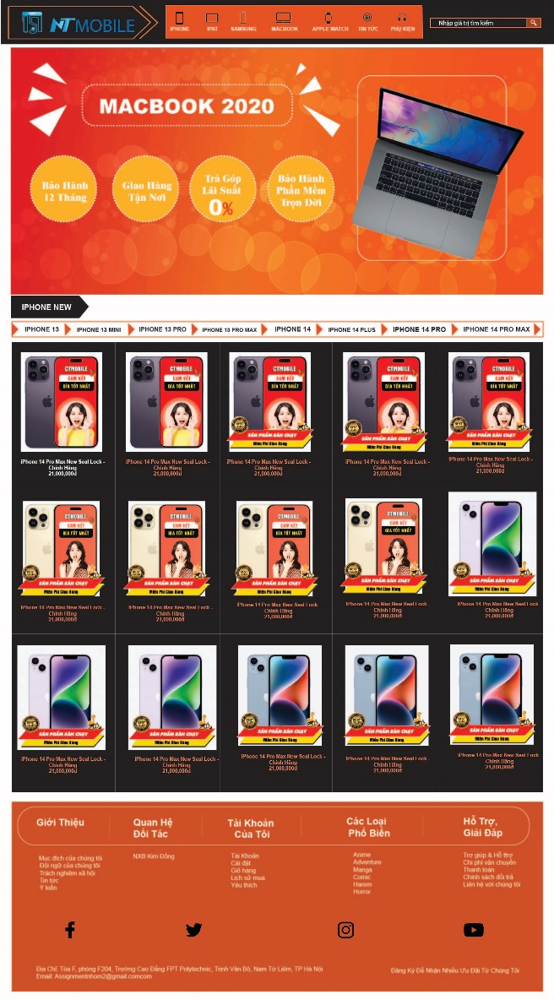 NT MOBILE
IPHONE
IPAT
SAMSUNG
MACBOOK
APPLE WATCH
TIN TỨC
PHỤ KIỆN
Nhập giá trị tìm kiếm
MACBOOK 2020
Bảo Hành
12 Tháng
Giao Hàng
Tận Nơi
Trả Góp
Lãi Suất
0%
Bảo Hành
Phần Mềm
Trọn Đời
IPHONE NEW
IPHONE 13
IPHONE 13 MINI
IPHONE 13 PRO
IPHONE 13 PRO MAX
IPHONE 14
IPHONE 14 PLUS
IPHONE 14 PRO
IPHONE 14 PRO MAX
CTMOBILE
CAM KẾT
GIÁ TỐT NHẤT
iPhone 14 Pro Max New Seal Lock -
Chính Hãng
21,000,000đ
CTMOBILE
CAM KẾT
GIÁ TỐT NHẤT
iPhone 14 Pro Max New Seal Lock -
Chính Hãng
21,000,000đ
CTMOBILE
CAM KẾT
GIÁ TỐT NHẤT
SẢN PHẨM BÁN CHẠY
Miễn Phí Giao Hàng
iPhone 14 Pro Max New Seal Lock -
Chính Hãng
21,000,000đ
CTMOBILE
CAM KẾT
GIÁ TỐT NHẤT
SẢN PHẨM BÁN CHẠY
Miễn Phí Giao Hàng
iPhone 14 Pro Max New Seal Lock -
Chính Hãng
21,000,000đ
CTMOBILE
CAM KẾT
GIÁ TỐT NHẤT
SẢN PHẨM BÁN CHẠY
Miễn Phí Giao Hàng
iPhone 14 Pro Max New Seal Lock -
Chính Hãng
21,000,000đ
CTMOBILE
CAM KẾT
GIÁ TỐT NHẤT
SẢN PHẨM BÁN CHẠY
Miễn Phí Giao Hàng
iPhone 14 Pro Max New Seal Lock -
Chính Hãng
21,000,000đ
CTMOBILE
CAM KẾT
GIÁ TỐT NHẤT
SẢN PHẨM BÁN CHẠY
Miễn Phí Giao Hàng
iPhone 14 Pro Max New Seal Lock -
Chính Hãng
21,000,000đ
CTMOBILE
CAM KẾT
GIÁ TỐT NHẤT
SẢN PHẨM BÁN CHẠY
Miễn Phí Giao Hàng
iPhone 14 Pro Max New Seal Lock
Chính Hãng
21,000,000đ
CTMOBILE
CAM KẾT
GIÁ TỐT NHẤT
SẢN PHẨM BÁN CHẠY
Miễn Phí Giao Hàng
iPhone 14 Pro Max New Seal Lock
Chính Hãng
21,000,000đ
SẢN PHẨM BÁN CHẠY
Miễn Phí Giao Hàng
iPhone 14 Pro Max New Seal Lock
Chính Hãng
21,000,000đ
SẢN PHẨM BÁN CHẠY
Miễn Phí Giao Hàng
iPhone 14 Pro Max New Seal Lock -
Chính Hãng
21,000,000đ
SẢN PHẨM BÁN CHẠY
Miễn Phí Giao Hàng
iPhone 14 Pro Max New Seal Lock -
Chính Hãng
21,000,000đ
SẢN PHẨM BÁN CHẠY
Miễn Phí Giao Hàng
iPhone 14 Pro Max New Seal Lock -
Chính Hãng
21,000,000đ
SẢN PHẨM BÁN CHẠY
Miễn Phí Giao Hàng
iPhone 14 Pro Max New Seal Lock -
Chính Hãng
21,000,000đ
SẢN PHẨM BÁN CHẠY
Miễn Phí Giao Hàng
iPhone 14 Pro Max New Seal Lock
Chính Hãng
21,000,000đ
Giới Thiệu
Mục đích của chúng tôi
Đội ngũ của chúng tôi
Trách nghiệm xã hội
Tin tức
Ý kiến
Quan Hệ
Đối Tác
NXB Kim Đồng
Tài Khoản
Của Tôi
Tài Khoản
Cài đặt
Giỏ hàng
Lịch sử mua
Yêu thích
Các Loại
Phổ Biến
Anime
Adventure
Manga
Comic
Harem
Horror
Hỗ Trợ,
Giải Đáp
Trợ giúp & Hỗ ttrợ
Chi phí vận chuyển
Thanh toán
Chính sách đổi trả
Liên hệ với chúng tôi
Địa Chỉ: Tòa F, phòng F204, Trường Cao Đẳng FPT Polytechnic, Trịnh Văn Bô, Nam Từ Liêm, TP Hà Nội
Email: Assignmentnhom2@gmail.comcom
Đăng Ký Để Nhận Nhiều Ưu Đãi Từ Chúng Tôi